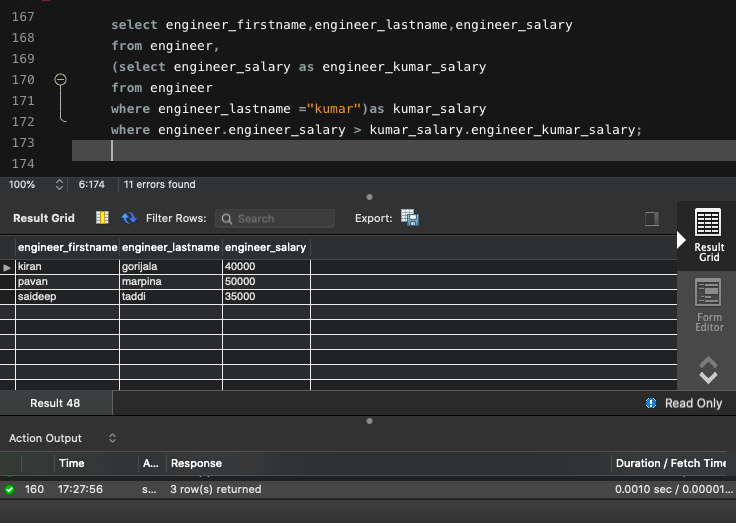 167
168 select engineer_firstname,engineer_lastname,engineer_salary
169 from engineer,
170 (select engineer_salary as engineer_kumar_salary
171 from engineer
172 where engineer_lastname ="kumar")as kumar_salary
173 where engineer.engineer_salary > kumar_salary.engineer_kumar_salary;
174
100% 6:174 11 errors found
Result Grid Filter Rows: Search Export:
engineer_firstname engineer_lastname engineer_salary
kiran gorijala 40000
pavan marpina 50000
saideep taddi 35000
Result Grid
Form Editor
Result 48 Read Only
Action Output
Time A... Response Duration / Fetch Time
160 17:27:56 s... 3 row(s) returned 0.0010 sec / 0.00001...